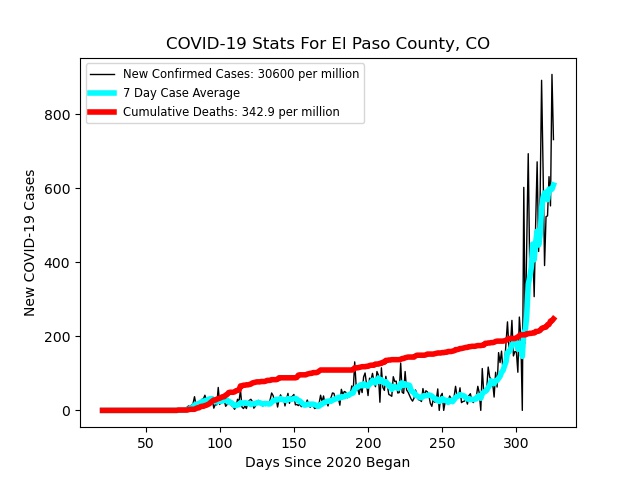 COVID-19 Stats For El Paso County, CO
New Confirmed Cases: 30600 per million
7 Day Case Average
Cumulative Deaths: 342.9 per million
New COVID-19 Cases
800
600
400
200
0
50 100 150 200 250 300
Days Since 2020 Began